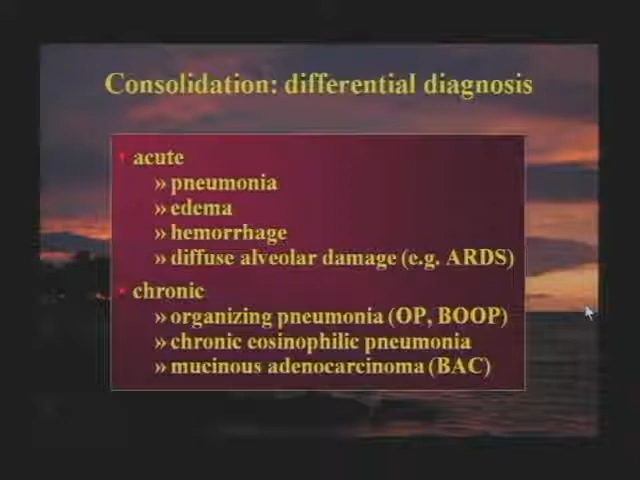 Consolidation: differential diagnosis
• acute
» pneumonia
» edema
» hemorrhage
» diffuse alveolar damage (e.g. ARDS)
• chronic
» organizing pneumonia (OP, BOOP)
» chronic eosinophilic pneumonia
» mucinous adenocarcinoma (BAC)